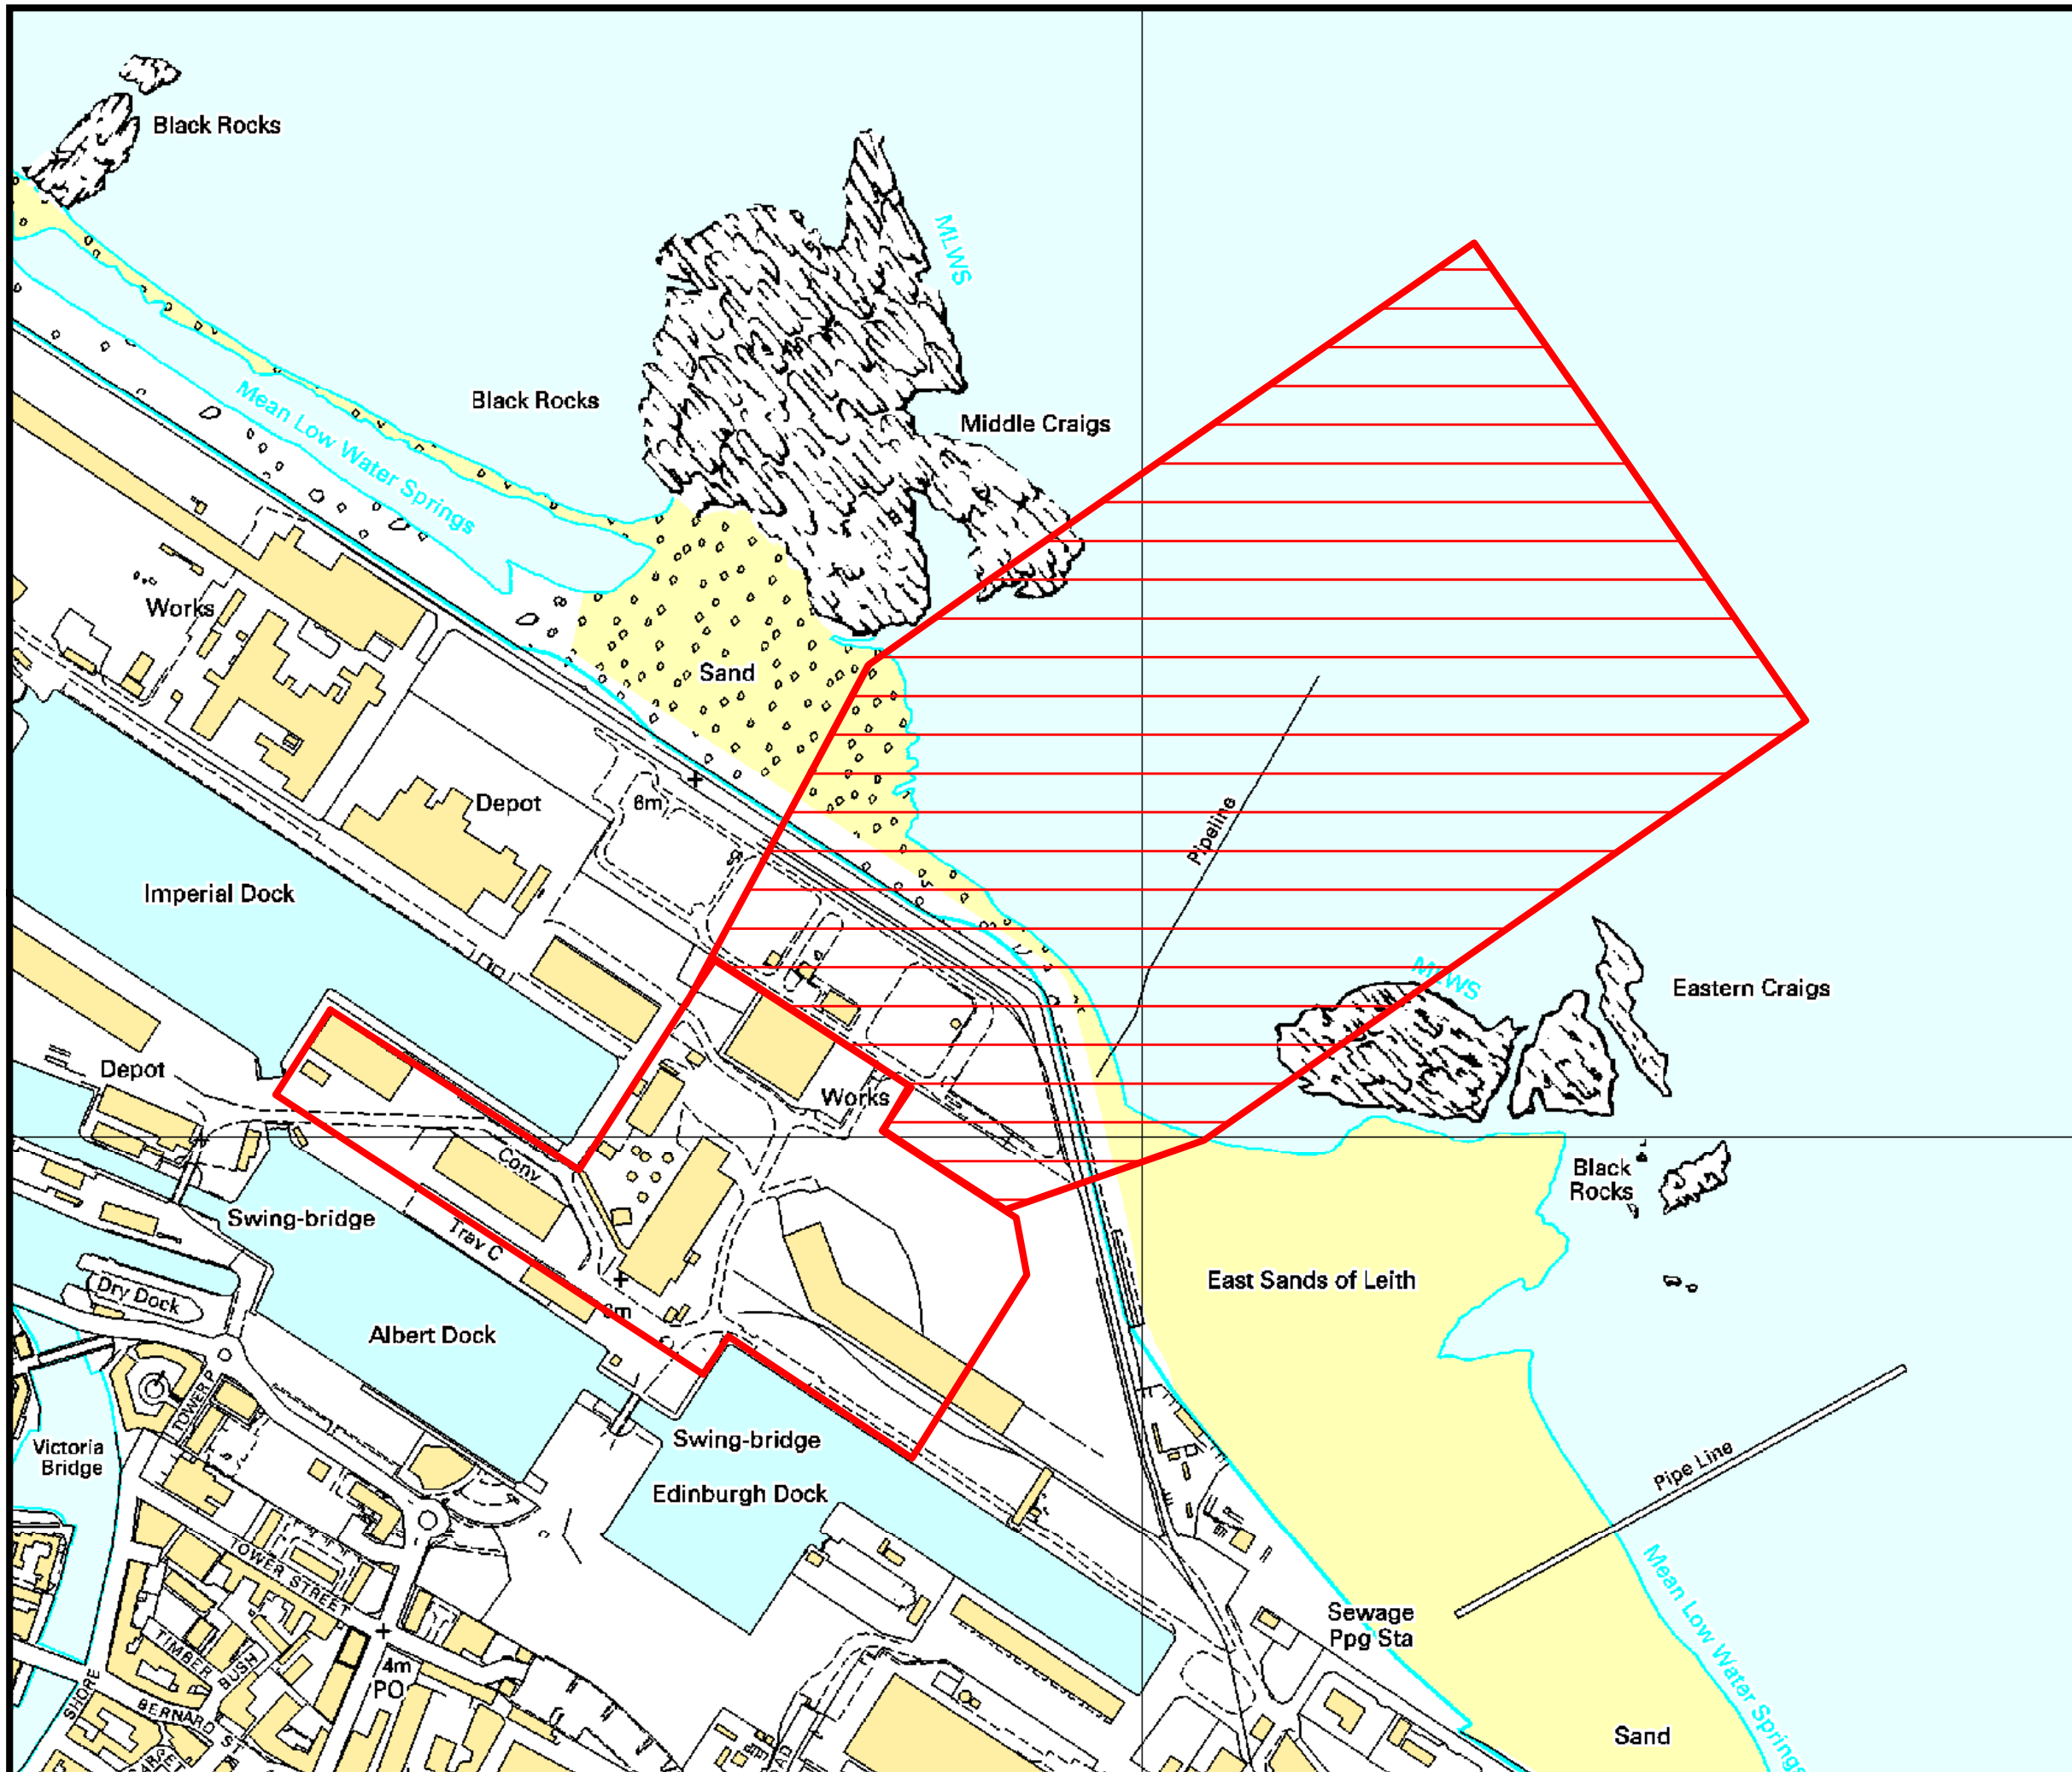 Black Rocks
MLWS
Black Rocks
Middle Craigs
Mean Low Water Springs
Works
Sand
Depot
6m
Pipeline
Imperial Dock
MLWS
Eastern Craigs
Depot
Works
Conv
Black
Rocks
Swing-bridge
Trav C
East Sands of Leith
Dry Dock
Albert Dock
TOWER P
Victoria
Bridge
Swing-bridge
Edinburgh Dock
Pipe Line
TOWER STREET
Mean Low Water Springs
Sewage
Ppg Sta
TIMBER
BUSH
4m
PO
SHORE
BERNARD S
Sand